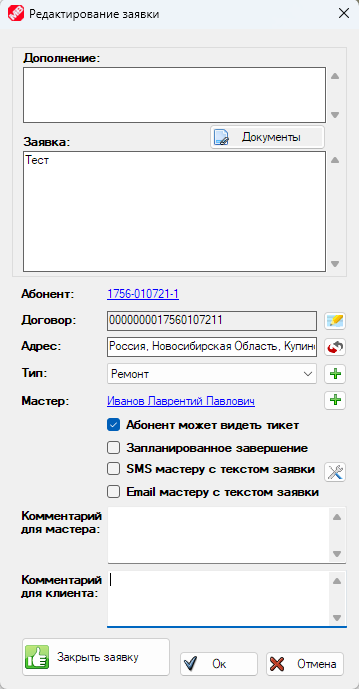 Редактирование заявки
Дополнение:
Документы
Заявка:
Тест
Абонент: 1756-010721-1
Договор: 0000000017560107211
Адрес: Россия, Новосибирская Область, Купин
Тип: Ремонт
Мастер: Иванов Лаврентий Павлович
Абонент может видеть тикет
Запланированное завершение
SMS мастеру с текстом заявки
Email мастеру с текстом заявки
Комментарий
для мастера:
Комментарий
для клиента:
Закрыть заявку Ок Отмена